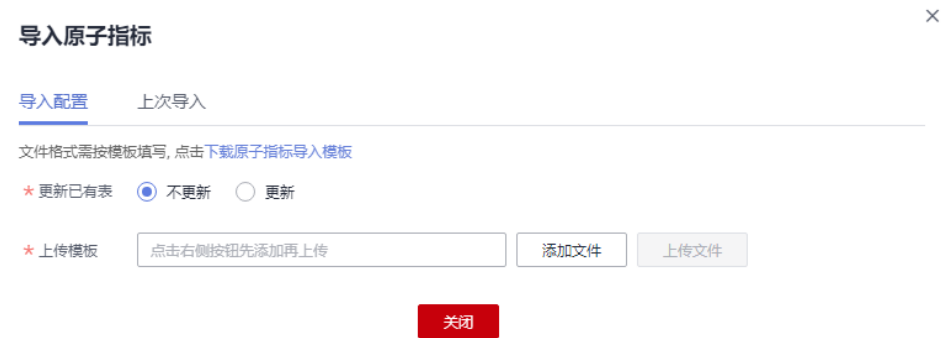 导入原子指标
导入配置 上次导入
文件格式需按模板填写, 点击下载原子指标导入模板
* 更新已有表 不更新 更新
* 上传模板 点击右侧按钮先添加再上传 添加文件 上传文件
关闭